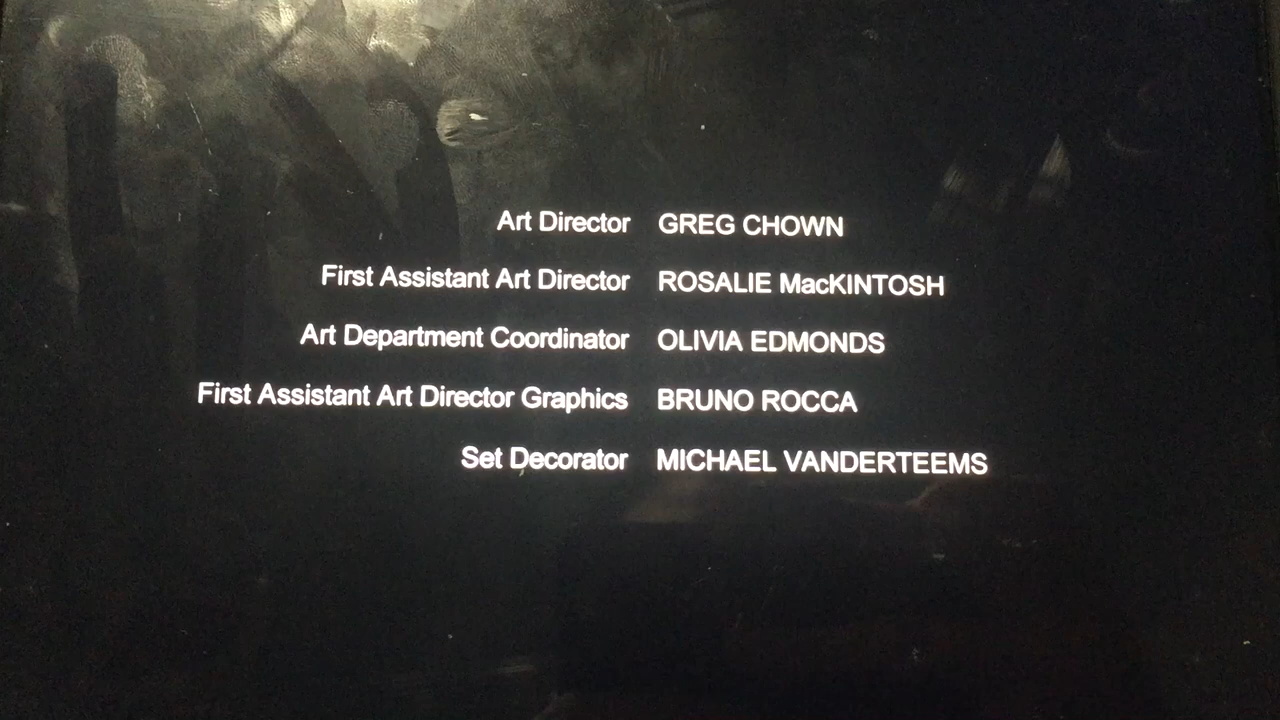 Art Director GREG CHOWN
First Assistant Art Director ROSALIE MacKINTOSH
Art Department Coordinator OLIVIA EDMONDS
First Assistant Art Director Graphics BRUNO ROCCA
Set Decorator MICHAEL VANDERTEEMS